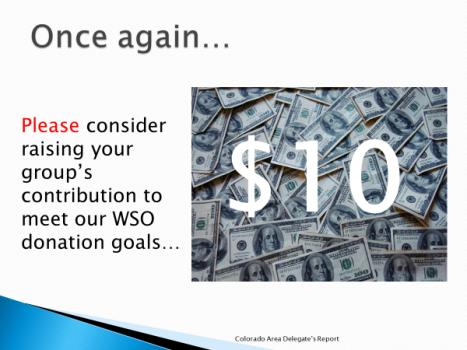 Once again…
Please consider
raising your
group's
contribution to
meet our WSO
donation goals…
$10
Colorado Area Delegate's Report